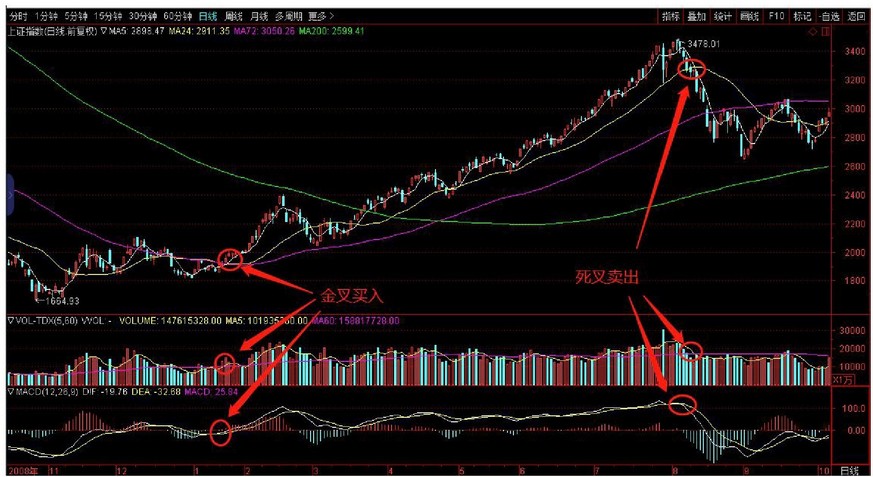 分时 1分钟 5分钟 15分钟 30分钟 60分钟 日线 周线 月线 多周期 更多> 指标 叠加 统计 画线 F10 标记 -自选 返回
上证指数(日线.前复权) ▽MA5: 3898.47 MA24: 2911.35 MA72: 3050.26 MA200: 2599.41
3478.01
3400
3200
3000
2800
2600
2400
2200
2000
1800
1664.93
金叉买入
死叉卖出
▽VOL-TDX(5,60) VVOL - VOLUME: 147615328.00 MA5: 101935360.00 MA60: 158817728.00
30000
20000
10000
X1万
▽MACD(12,26,9) DIF: -19.76 DEA: -32.68 MACD: 25.84
100.0
0.00
2008年 11 12 1 2 3 4 5 6 7 8 9 10 日线